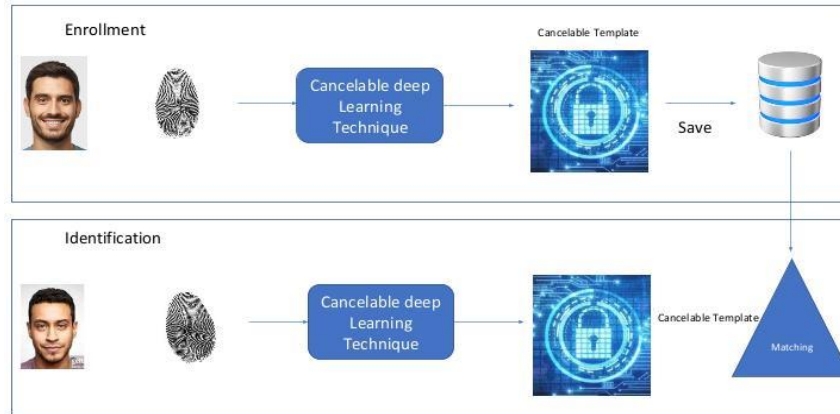 Enrollment
Cancelable Template
Cancelable deep
Learning
Technique
Save
Identification
Cancelable deep
Learning
Technique
Cancelable Template
Matching